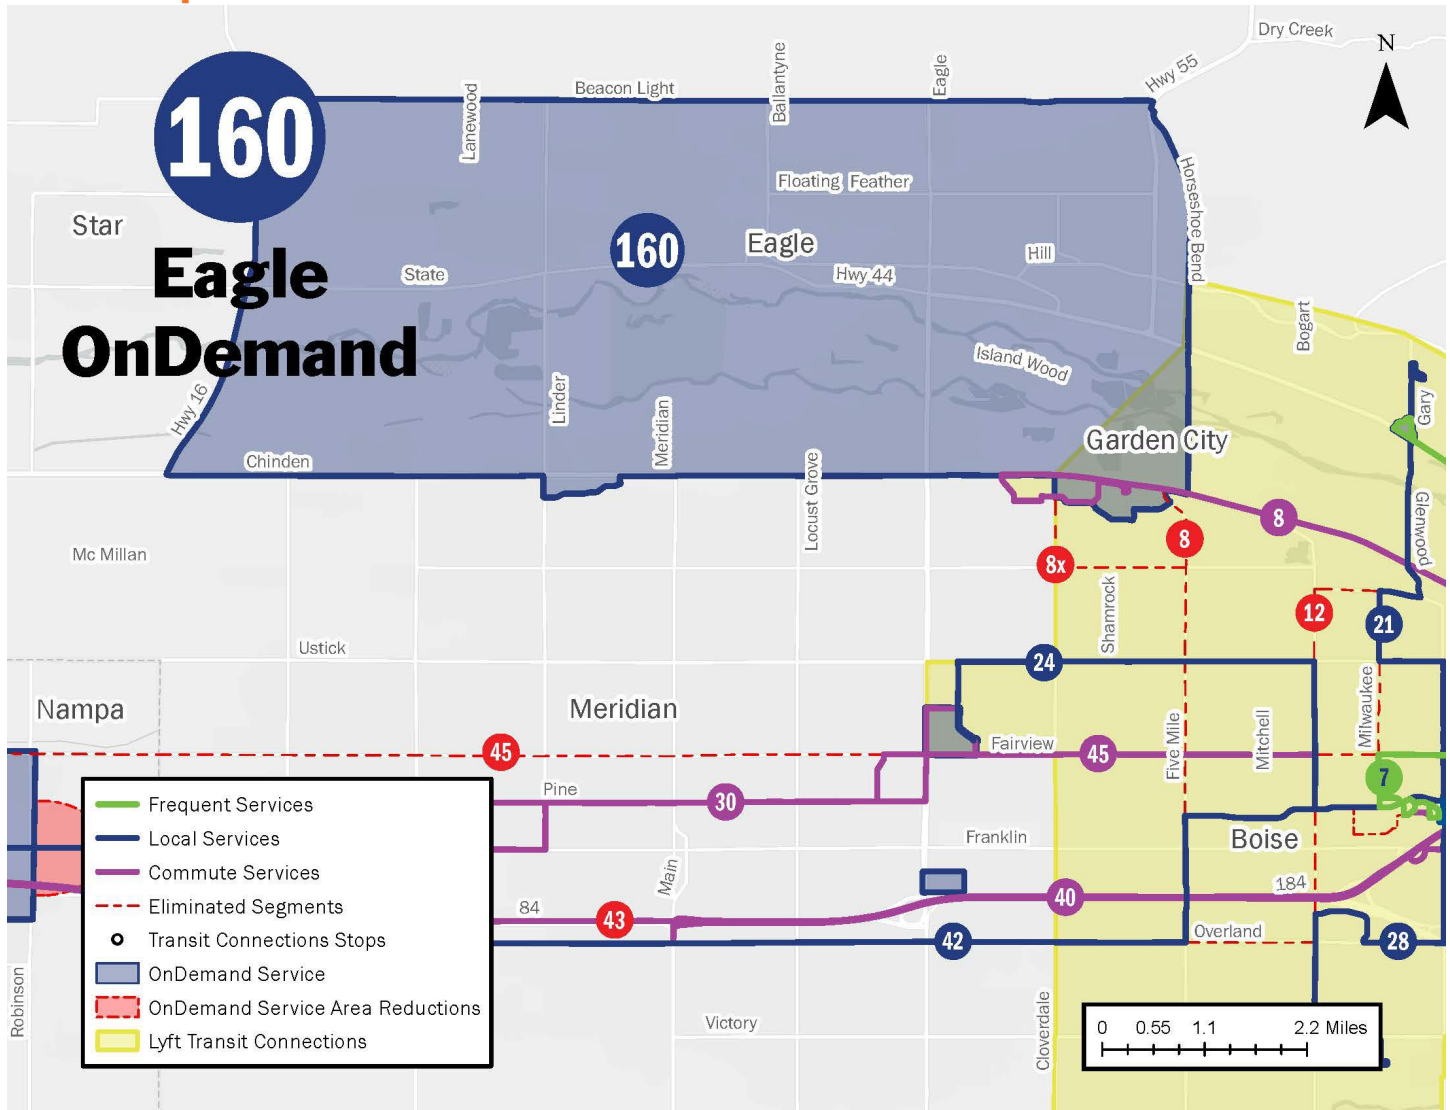 Dry Creek
N
Hwy 55
Beacon Light
Lanewood
Ballantyne
Eagle
160
Horseshoe Bend
Floating Feather
Star
160
Eagle
Hill
Eagle
OnDemand
State
Hwy 44
Bogart
Island Wood
Hwy 16
Linder
Meridian
Gary
Garden City
Chinden
Locust Grove
8
Glenwood
8
Mc Millan
8x
Shamrock
12
21
Ustick
24
Nampa
Meridian
Milwaukee
Fairview
45
45
Five Mile
Mitchell
7
Pine
30
Franklin
Boise
Main
184
84
40
43
42
Overland
28
Robinson
Victory
Cloverdale
Frequent Services
Local Services
Commute Services
Eliminated Segments
Transit Connections Stops
OnDemand Service
OnDemand Service Area Reductions
Lyft Transit Connections
0 0.55 1.1 2.2 Miles